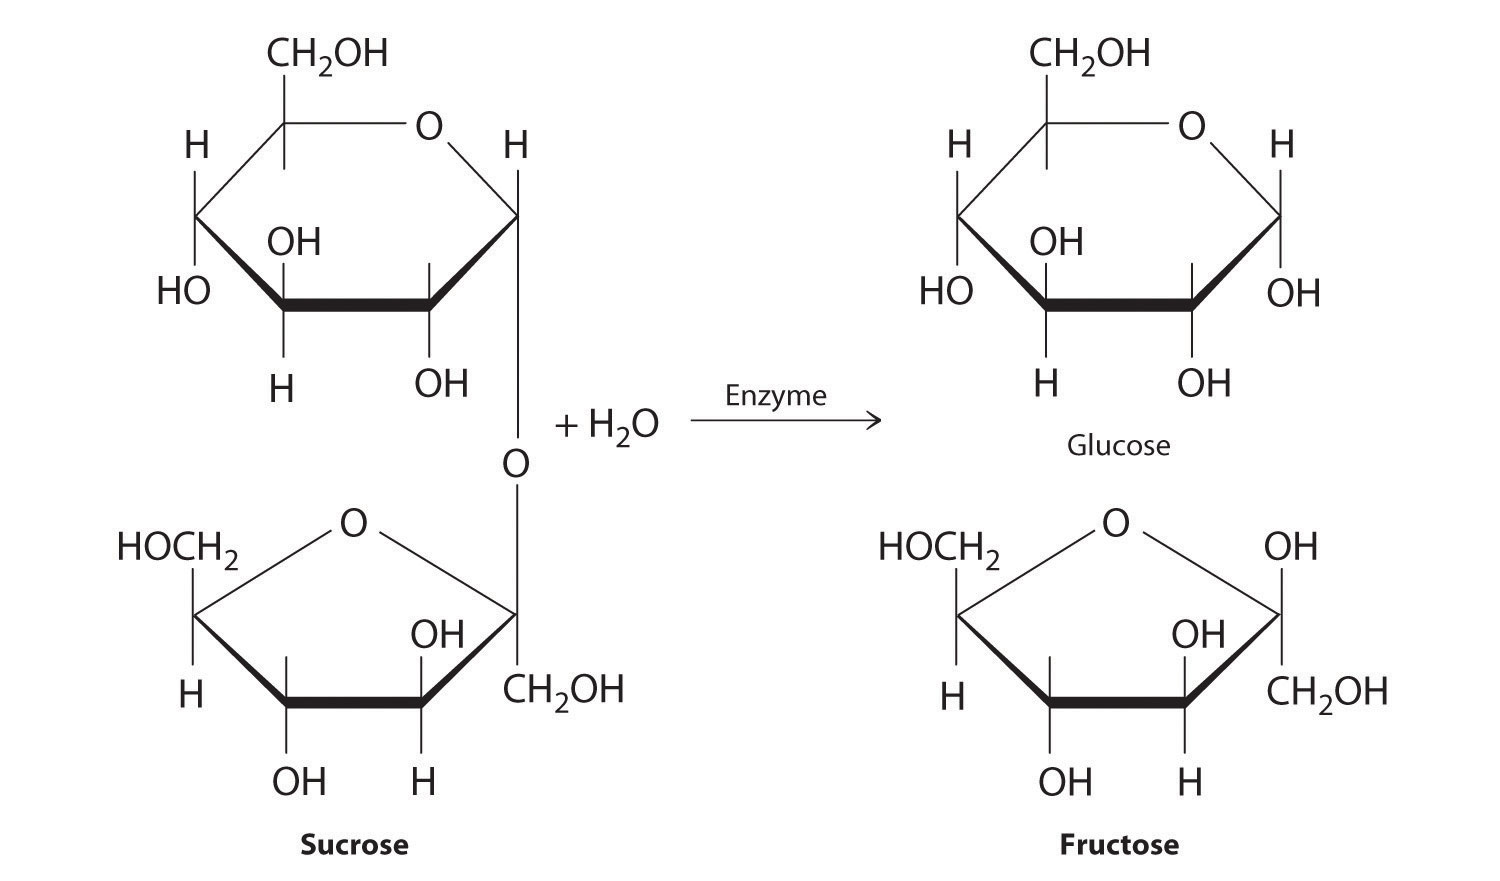 CH₂OH
H O H
OH
HO
H OH
O
HOCH₂ O
OH
H CH₂OH
OH H
Sucrose
+ H₂O
Enzyme
CH₂OH
H O H
OH
HO OH
H OH
Glucose
HOCH₂ O OH
OH
H CH₂OH
OH H
Fructose